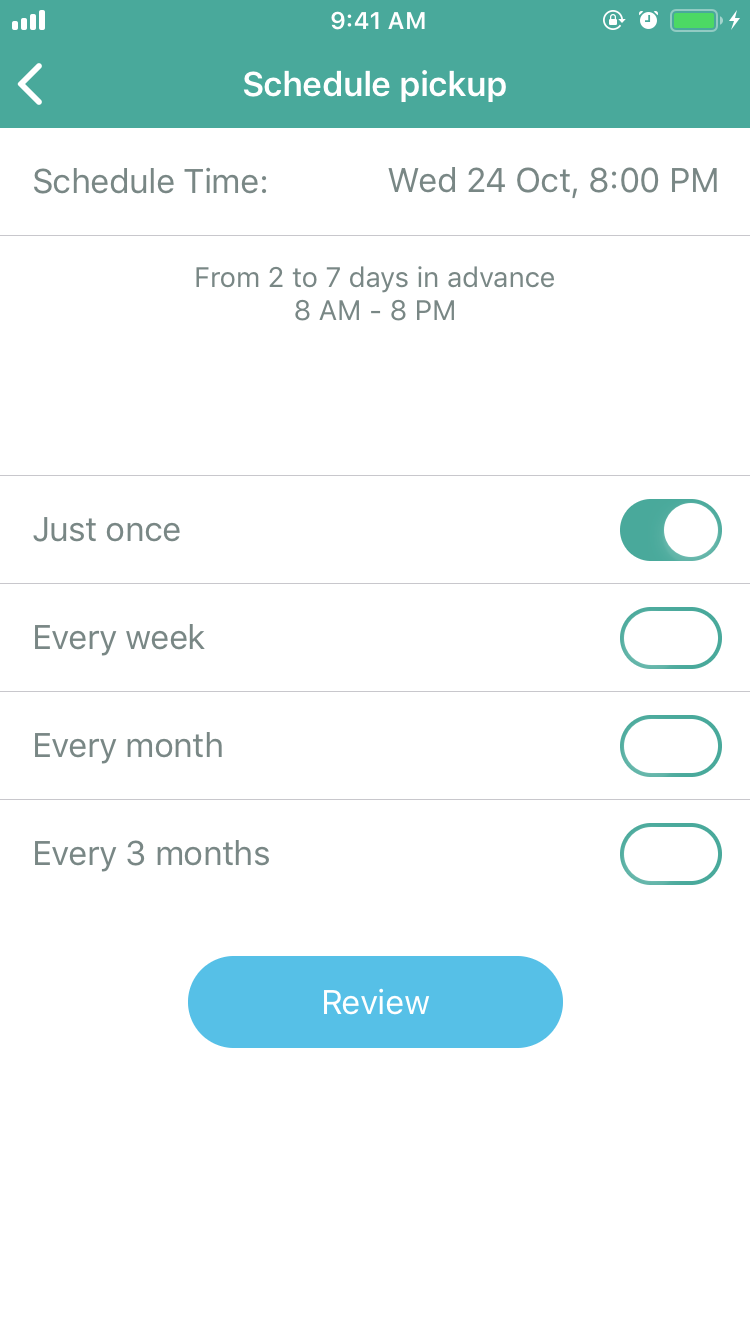 9:41 AM
Schedule pickup
Schedule Time: Wed 24 Oct, 8:00 PM
From 2 to 7 days in advance
8 AM - 8 PM
Just once
Every week
Every month
Every 3 months
Review